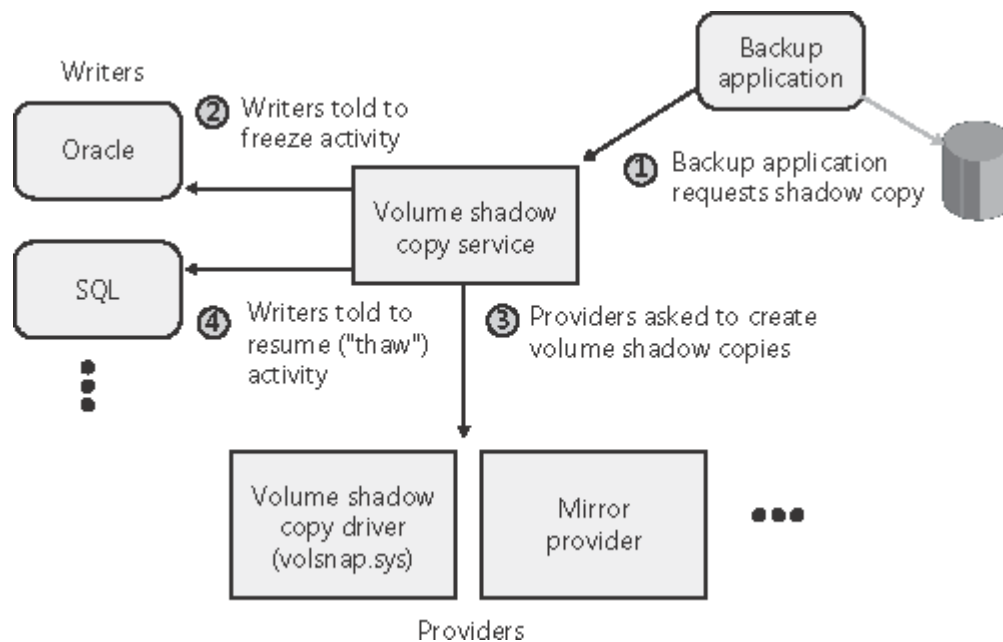 Backup
application
Writers
Oracle
2 Writers told to
freeze activity
1 Backup application
requests shadow copy
Volume shadow
copy service
SQL
4 Writers told to
resume ("thaw")
activity
3 Providers asked to create
volume shadow copies
Volume shadow
copy driver
(volsnap.sys)
Mirror
provider
Providers